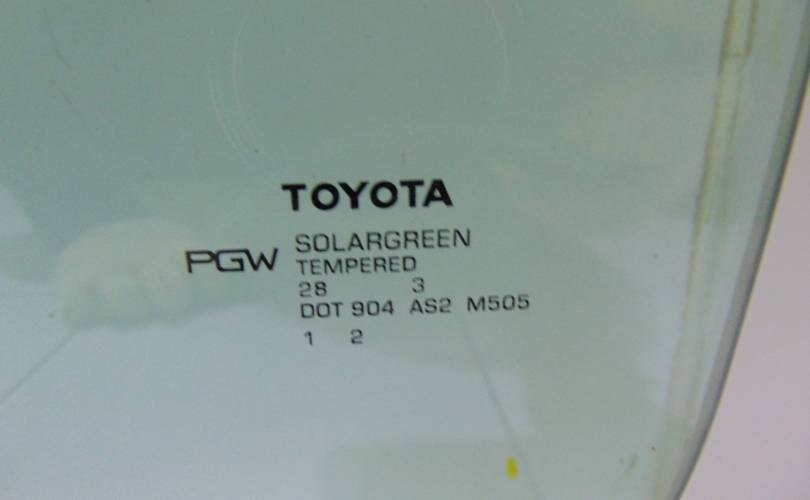 TOYOTA
PGW SOLARGREEN
TEMPERED
28 3
DOT 904 AS2 M505
1 2